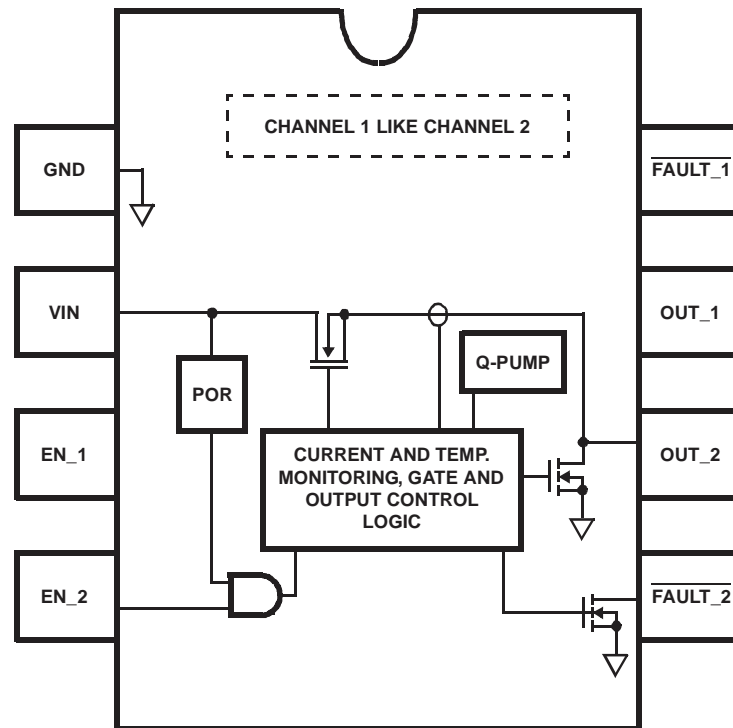 CHANNEL 1 LIKE CHANNEL 2
GND
FAULT_1
VIN
OUT_1
POR
Q-PUMP
EN_1
CURRENT AND TEMP.
MONITORING, GATE AND
OUTPUT CONTROL
LOGIC
OUT_2
EN_2
FAULT_2